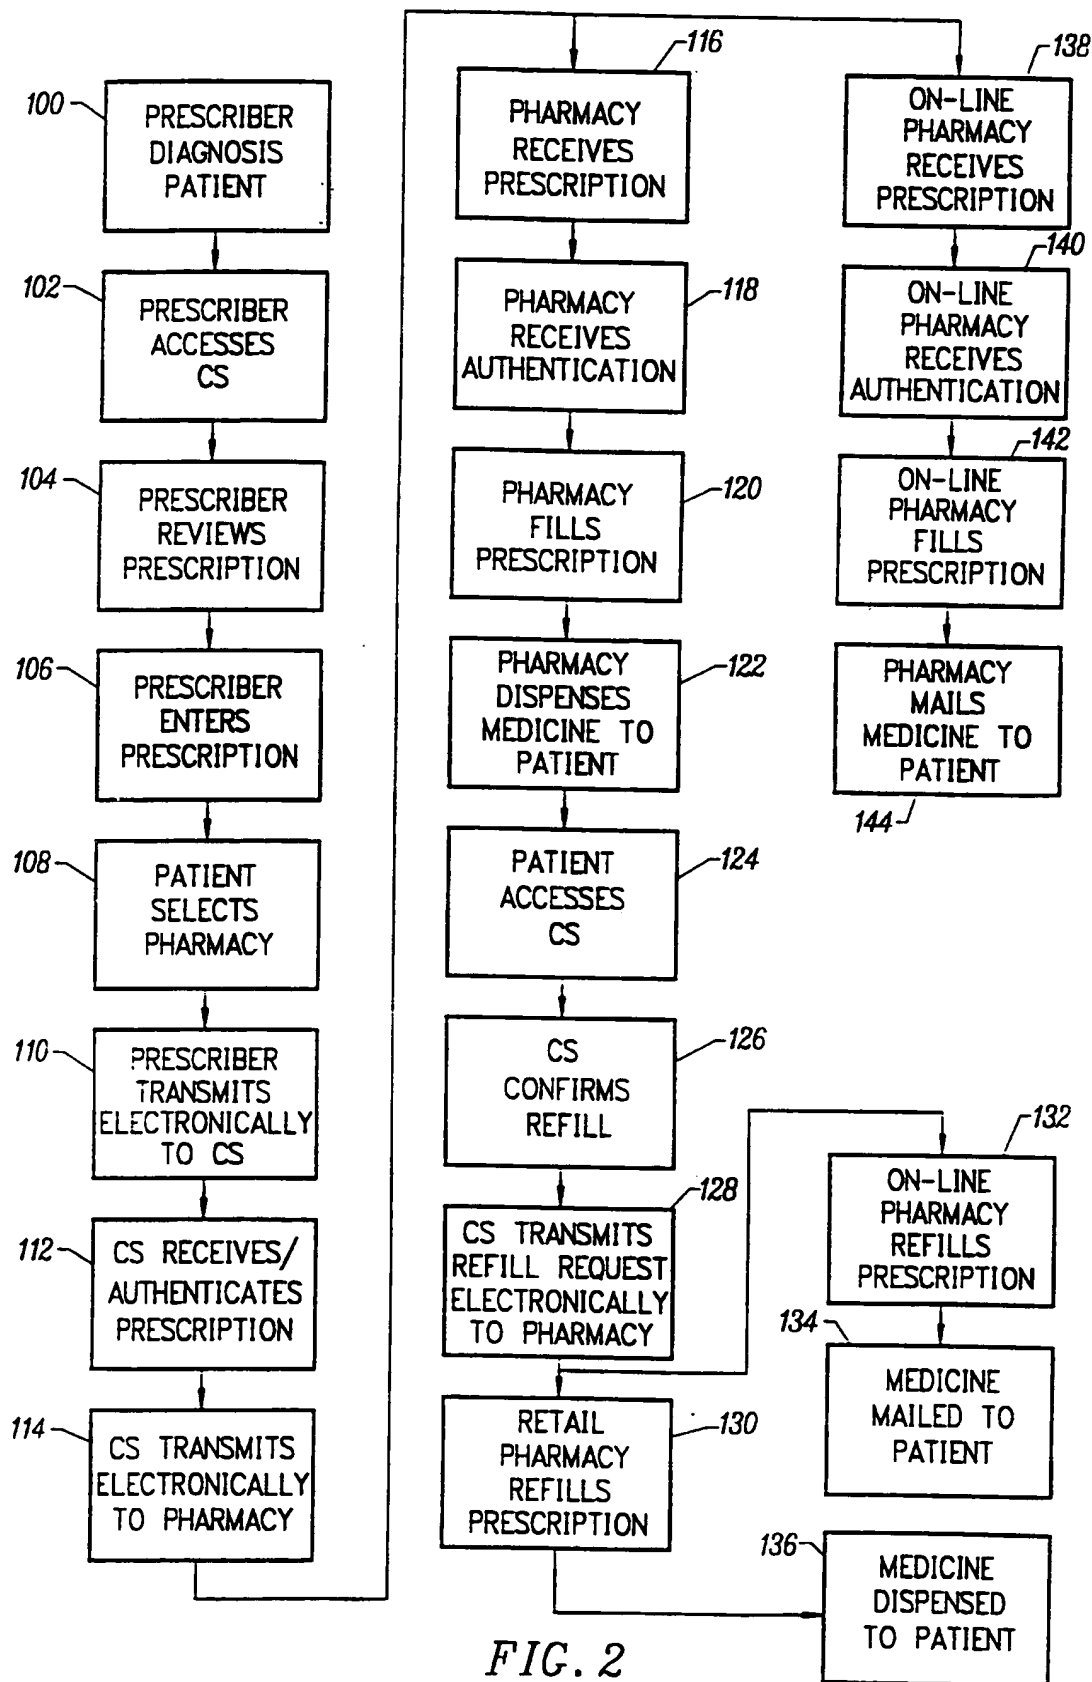 100
PRESCRIBER
DIAGNOSIS
PATIENT
102
PRESCRIBER
ACCESSES
CS
104
PRESCRIBER
REVIEWS
PRESCRIPTION
106
PRESCRIBER
ENTERS
PRESCRIPTION
108
PATIENT
SELECTS
PHARMACY
110
PRESCRIBER
TRANSMITS
ELECTRONICALLY
TO CS
112
CS RECEIVES/
AUTHENTICATES
PRESCRIPTION
114
CS TRANSMITS
ELECTRONICALLY
TO PHARMACY
116
PHARMACY
RECEIVES
PRESCRIPTION
118
PHARMACY
RECEIVES
AUTHENTICATION
120
PHARMACY
FILLS
PRESCRIPTION
122
PHARMACY
DISPENSES
MEDICINE TO
PATIENT
124
PATIENT
ACCESSES
CS
126
CS
CONFIRMS
REFILL
128
CS TRANSMITS
REFILL REQUEST
ELECTRONICALLY
TO PHARMACY
130
RETAIL
PHARMACY
REFILLS
PRESCRIPTION
138
ON-LINE
PHARMACY
RECEIVES
PRESCRIPTION
140
ON-LINE
PHARMACY
RECEIVES
AUTHENTICATION
142
ON-LINE
PHARMACY
FILLS
PRESCRIPTION
PHARMACY
MAILS
MEDICINE TO
PATIENT
144
132
ON-LINE
PHARMACY
REFILLS
PRESCRIPTION
134
MEDICINE
MAILED TO
PATIENT
136
MEDICINE
DISPENSED
TO PATIENT
FIG. 2